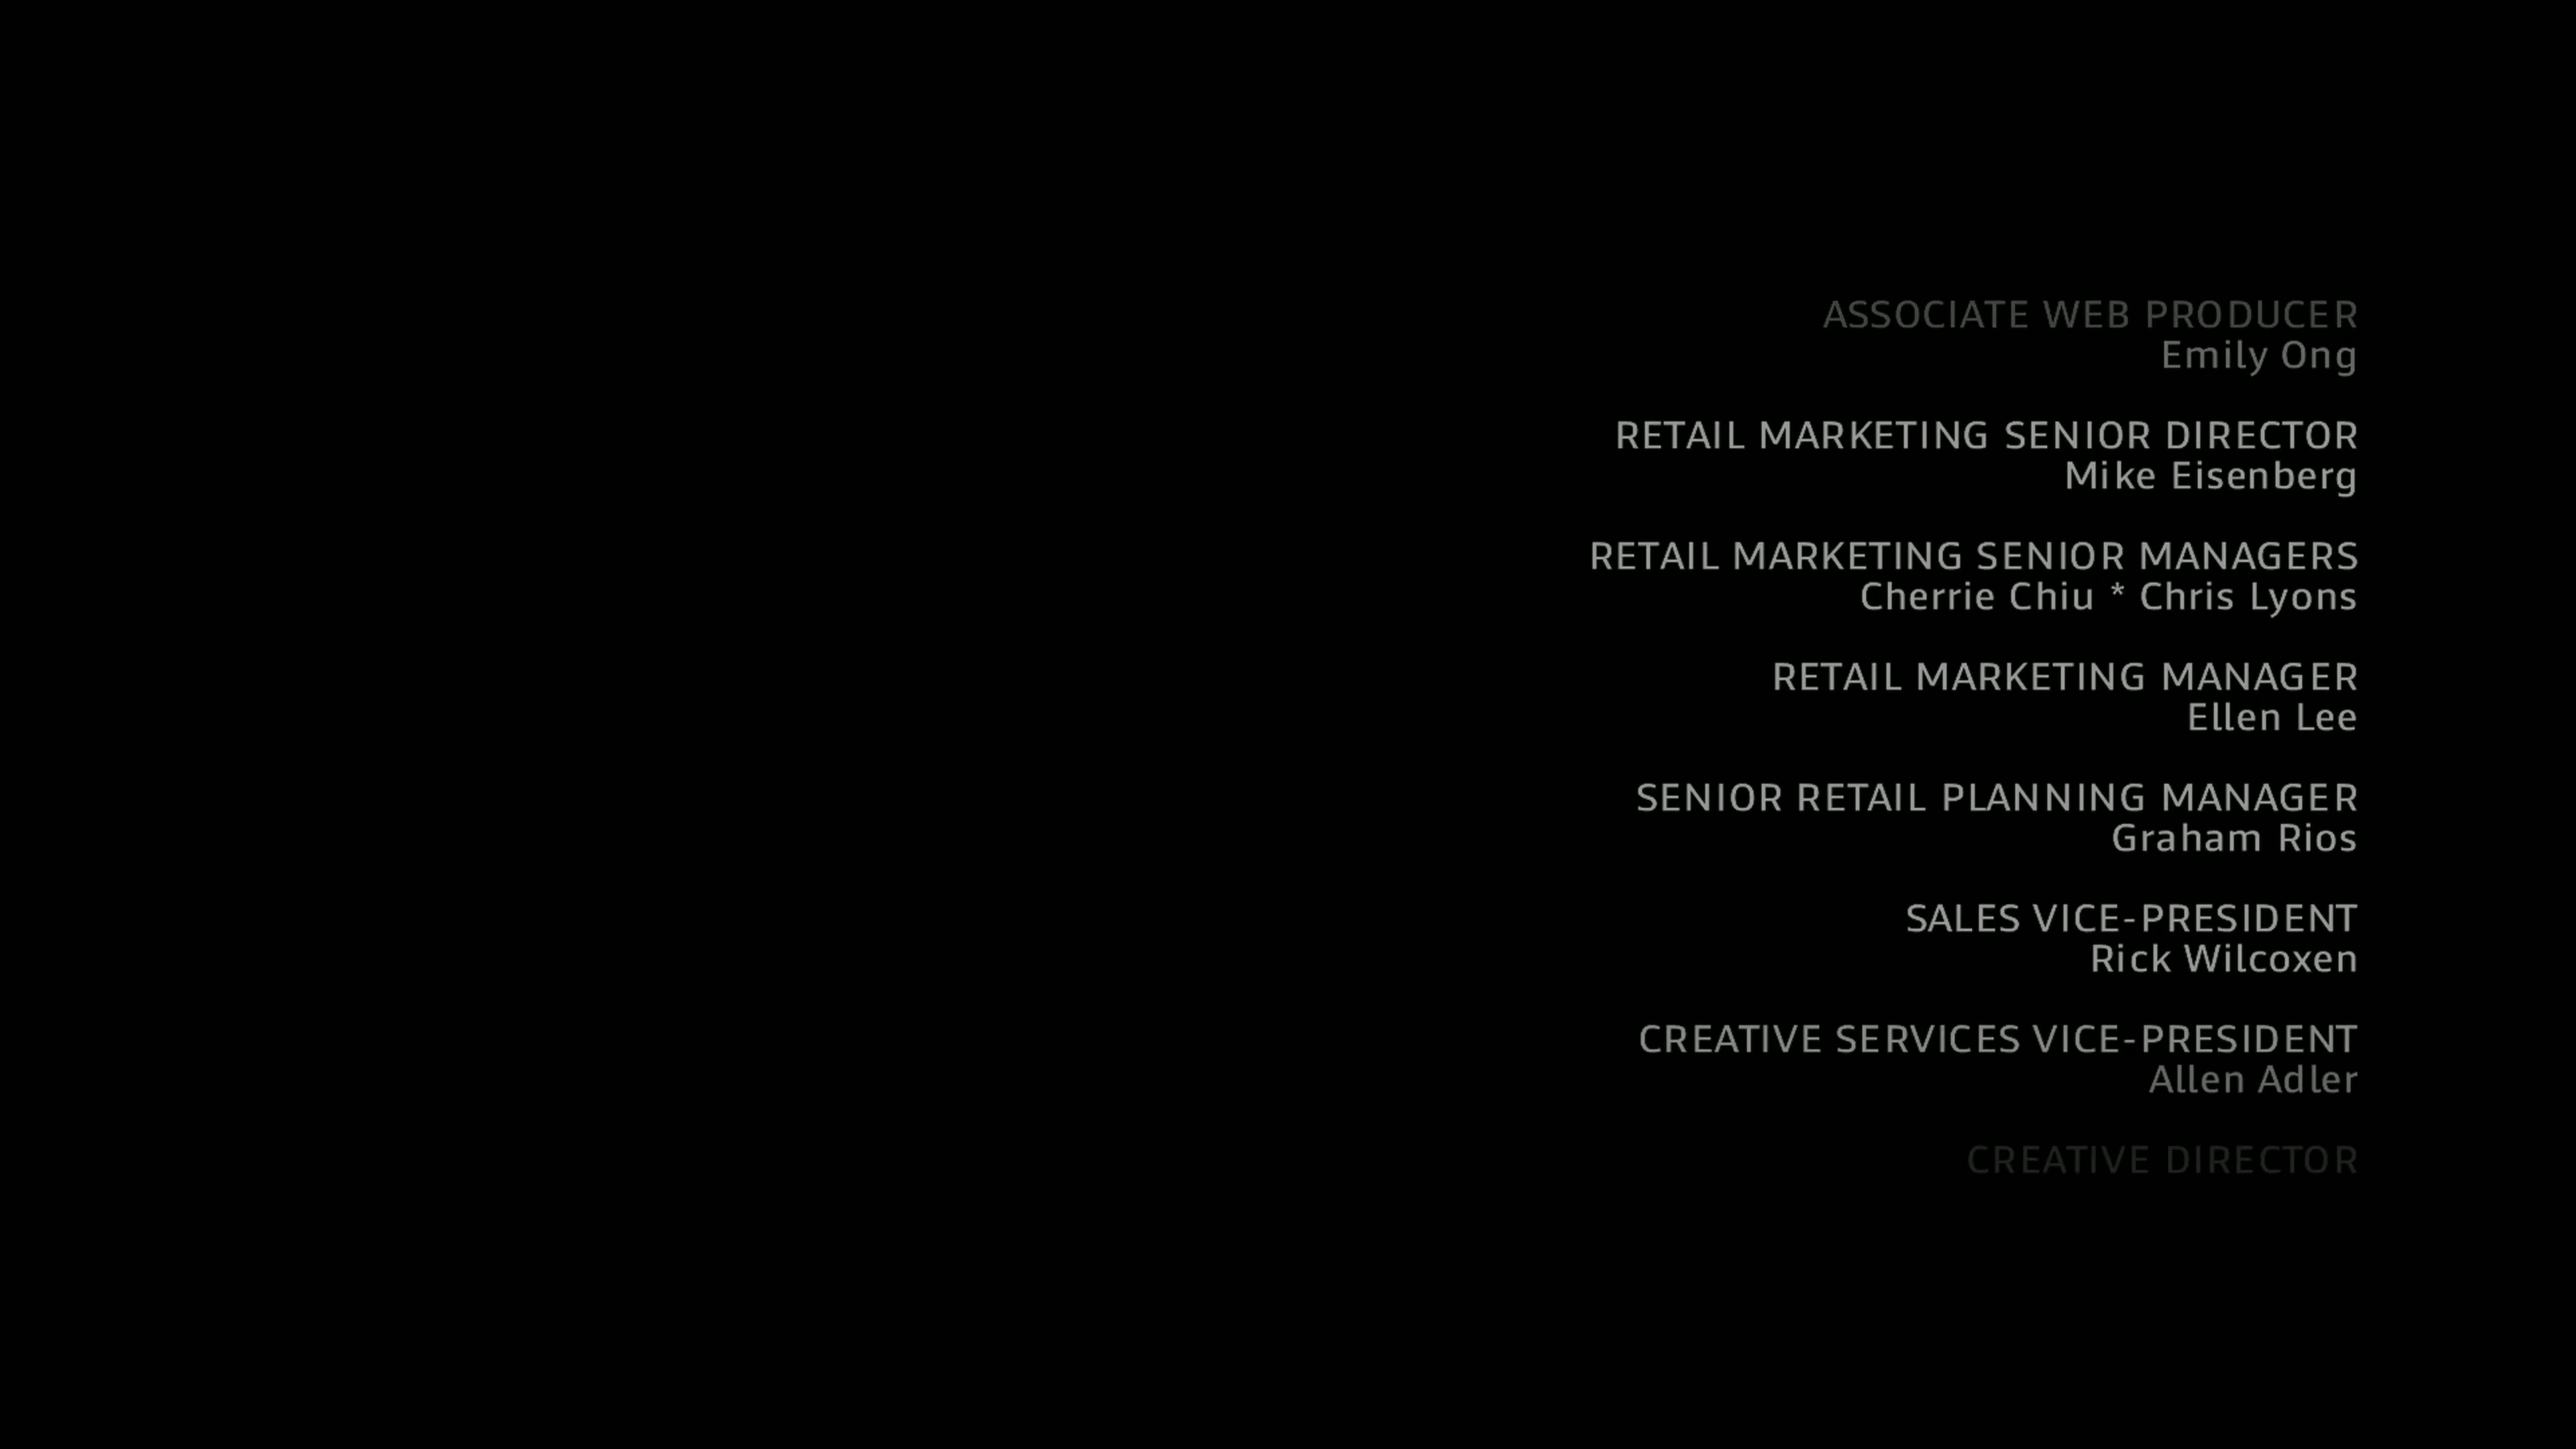 ASSOCIATE WEB PRODUCER
Emily Ong
RETAIL MARKETING SENIOR DIRECTOR
Mike Eisenberg
RETAIL MARKETING SENIOR MANAGERS
Cherrie Chiu * Chris Lyons
RETAIL MARKETING MANAGER
Ellen Lee
SENIOR RETAIL PLANNING MANAGER
Graham Rios
SALES VICE-PRESIDENT
Rick Wilcoxen
CREATIVE SERVICES VICE-PRESIDENT
Allen Adler
CREATIVE DIRECTOR